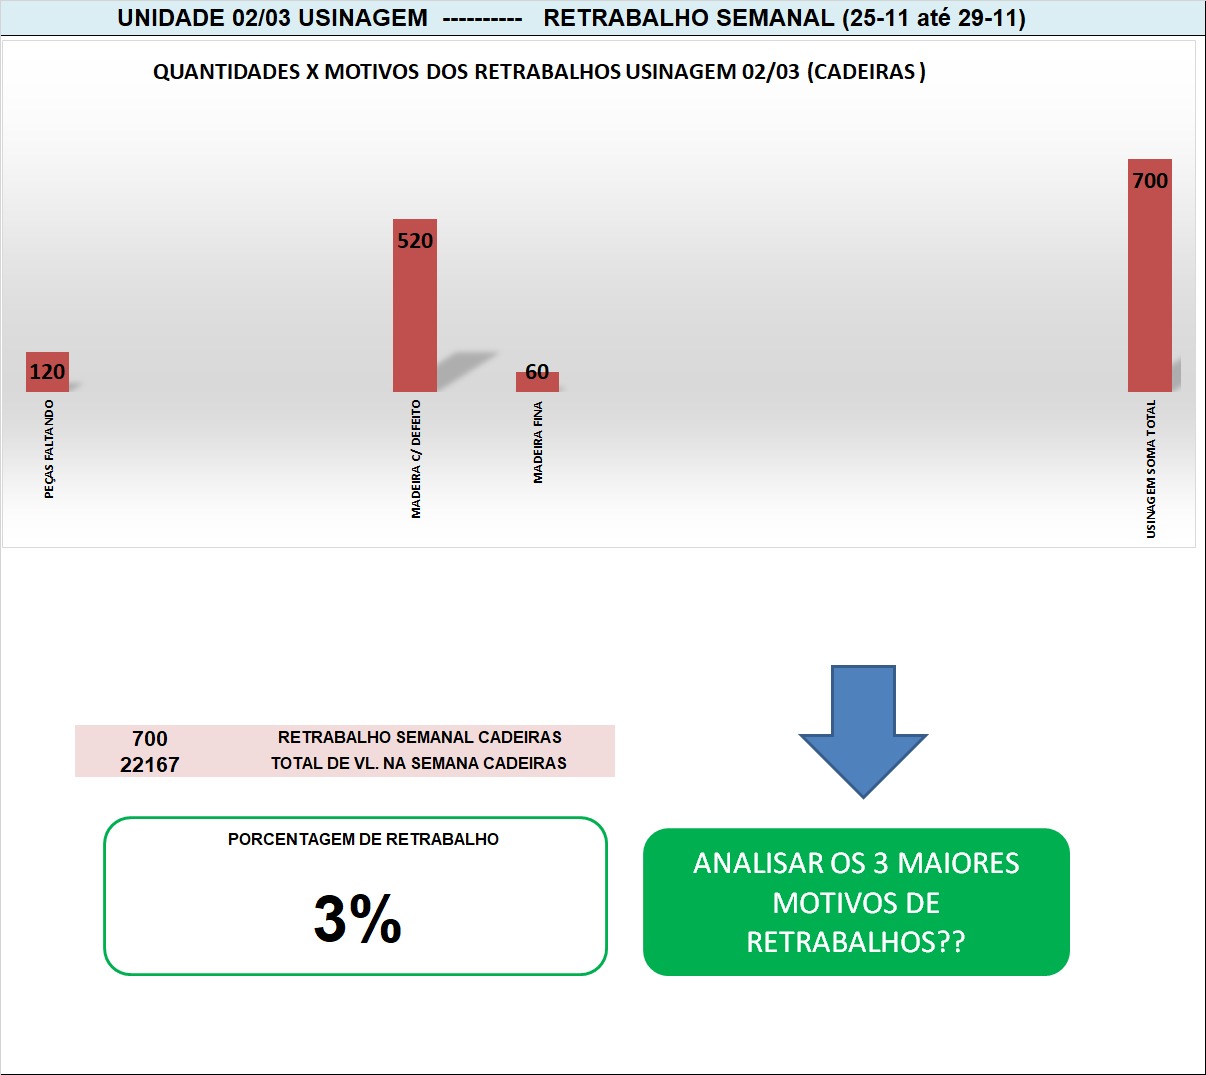 UNIDADE 02/03 USINAGEM ---------- RETRABALHO SEMANAL (25-11 até 29-11)
QUANTIDADES X MOTIVOS DOS RETRABALHOS USINAGEM 02/03 (CADEIRAS )
700
520
120
60
PEÇAS FALTANDO
MADEIRA C/ DEFEITO
MADEIRA FINA
USINAGEM SOMA TOTAL
700 RETRABALHO SEMANAL CADEIRAS
22167 TOTAL DE VL. NA SEMANA CADEIRAS
PORCENTAGEM DE RETRABALHO
3%
ANALISAR OS 3 MAIORES
MOTIVOS DE
RETRABALHOS??